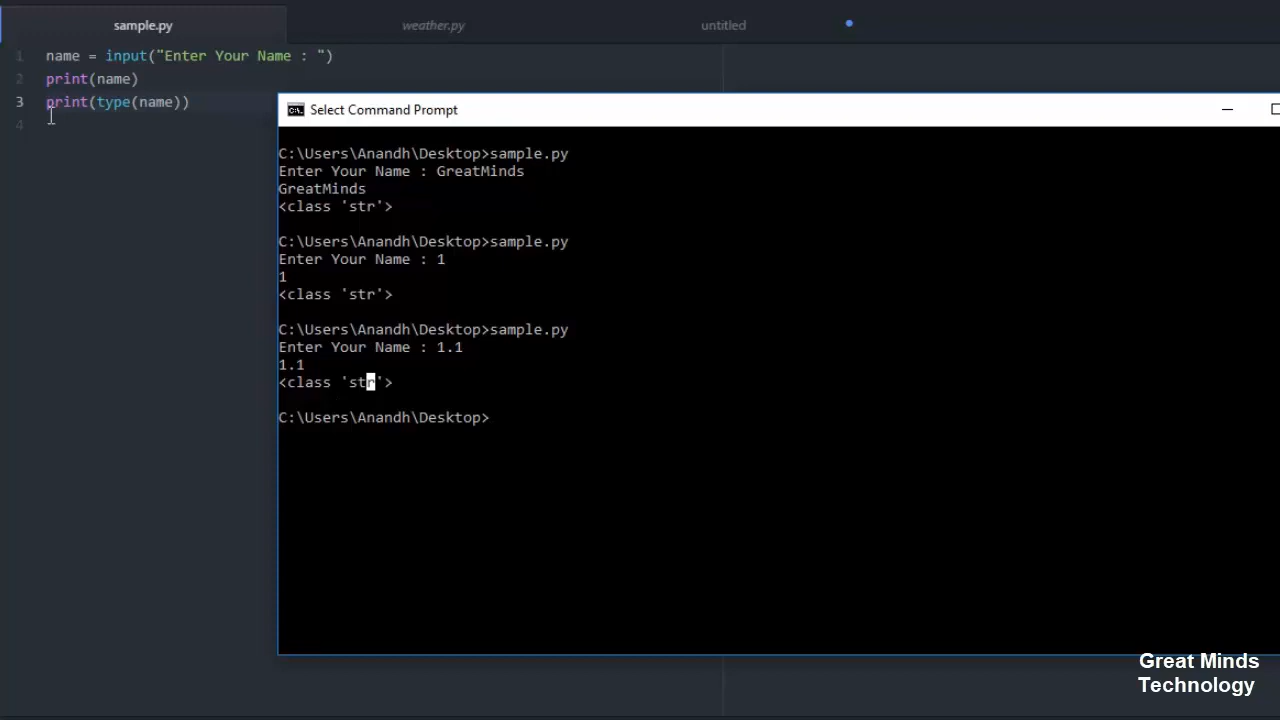 sample.py
weather.py
untitled
1 name = input("Enter Your Name : ")
2 print(name)
3 print(type(name))
4
Select Command Prompt
C:\Users\Anandh\Desktop>sample.py
Enter Your Name : GreatMinds
GreatMinds
<class 'str'>
C:\Users\Anandh\Desktop>sample.py
Enter Your Name : 1
1
<class 'str'>
C:\Users\Anandh\Desktop>sample.py
Enter Your Name : 1.1
1.1
<class 'str'>
C:\Users\Anandh\Desktop>
Great Minds
Technology